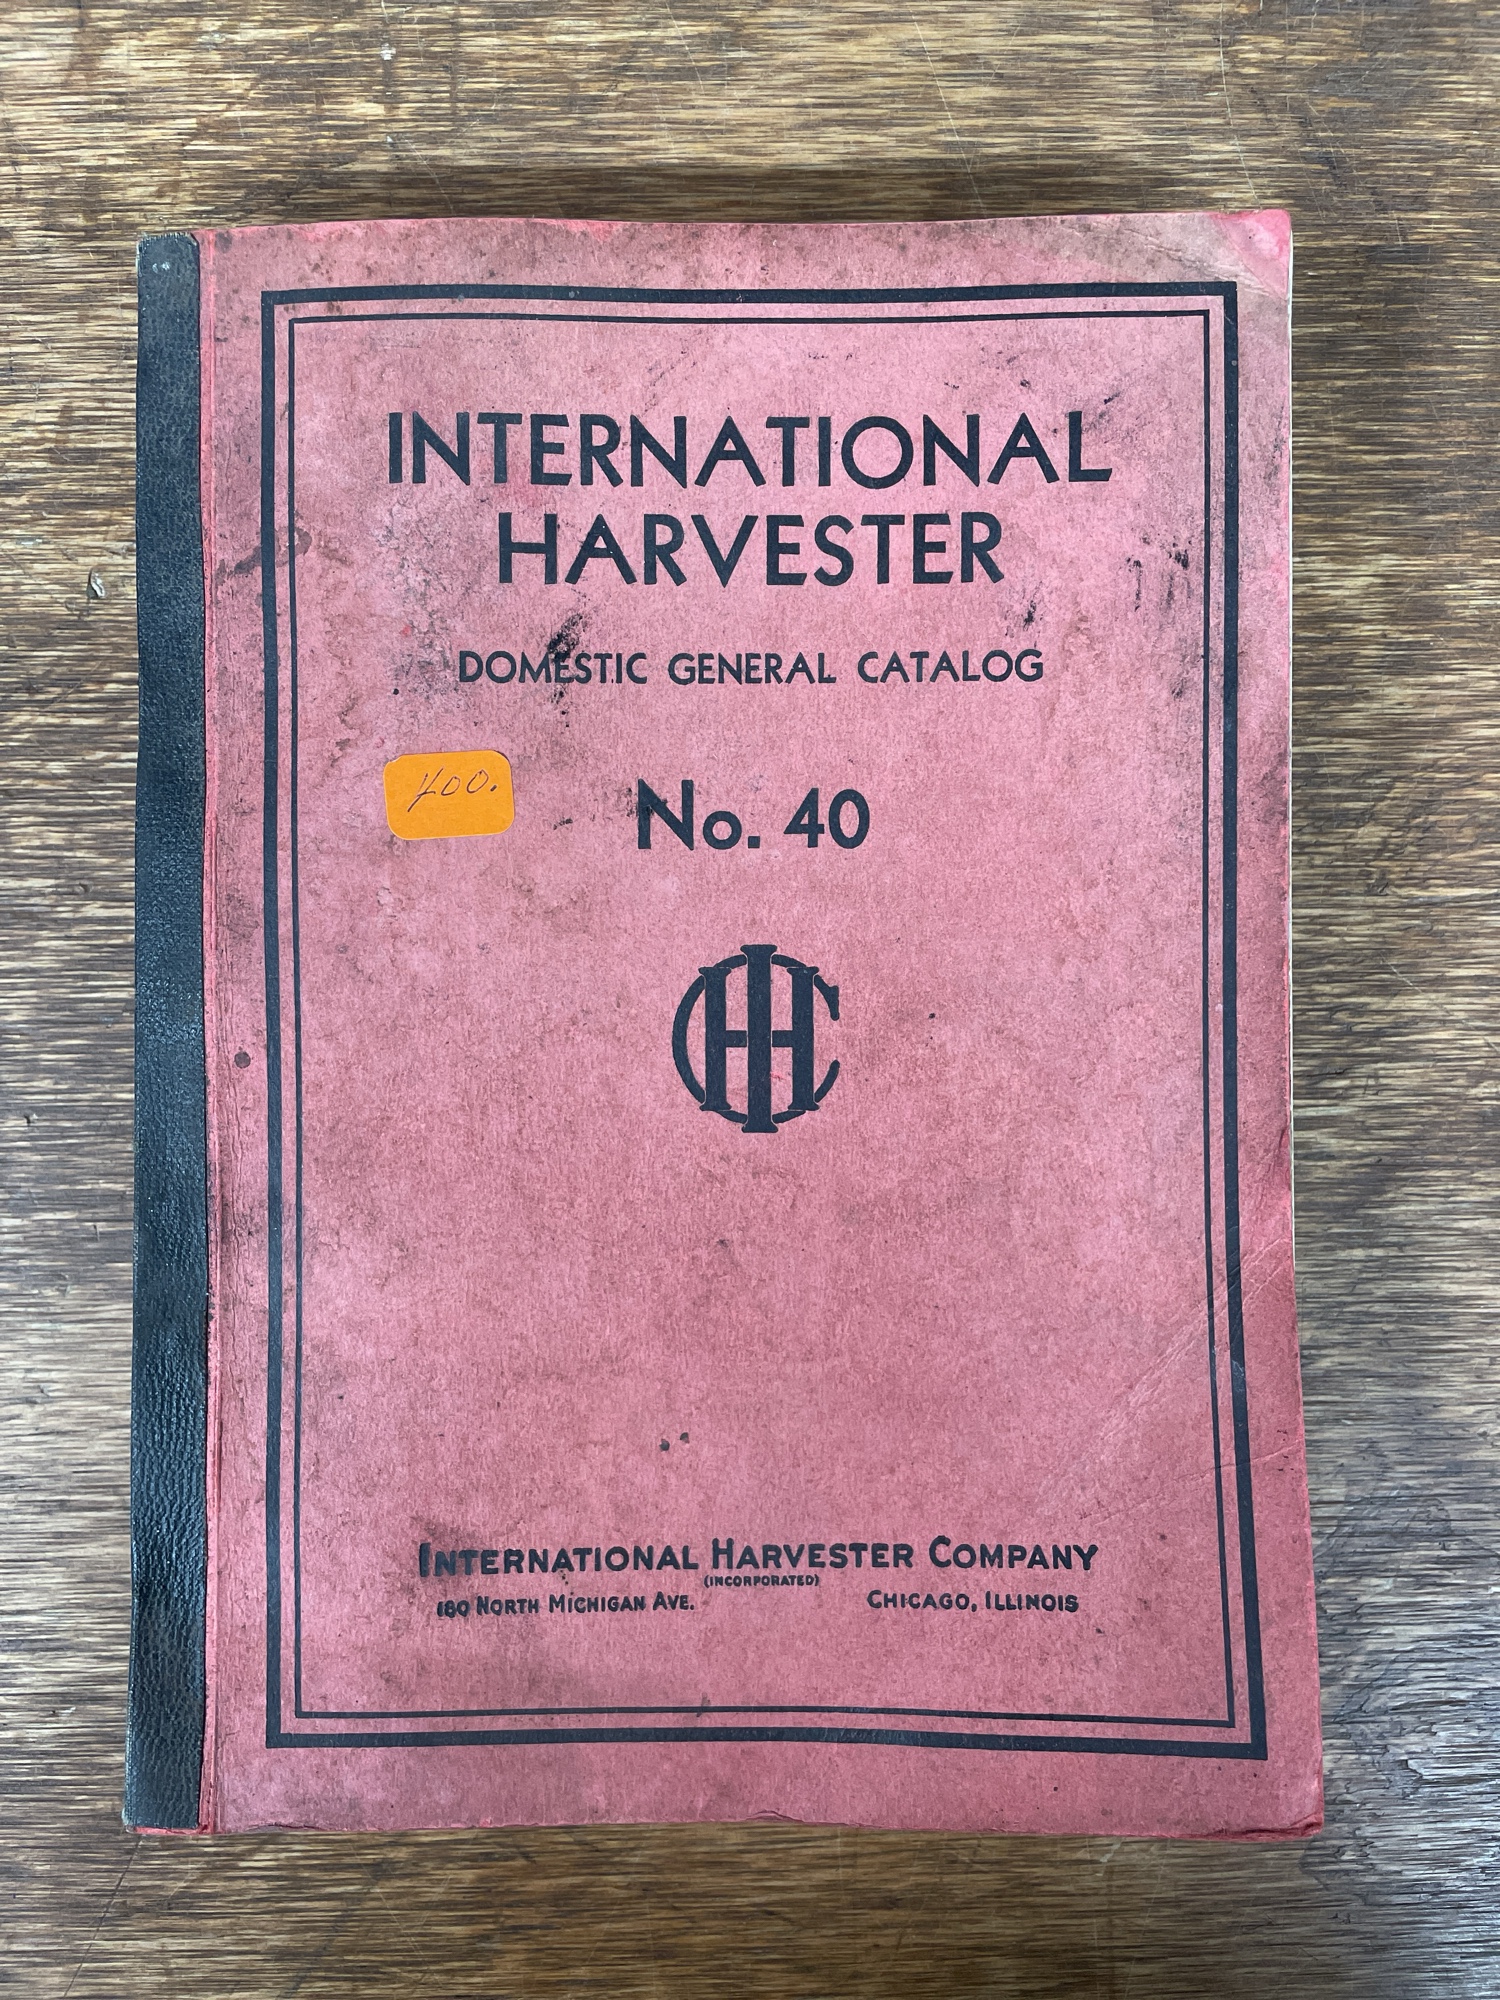 INTERNATIONAL
HARVESTER
DOMESTIC GENERAL CATALOG
400.
No. 40
IHC
INTERNATIONAL HARVESTER COMPANY
(INCORPORATED)
180 NORTH MICHIGAN AVE. CHICAGO, ILLINOIS